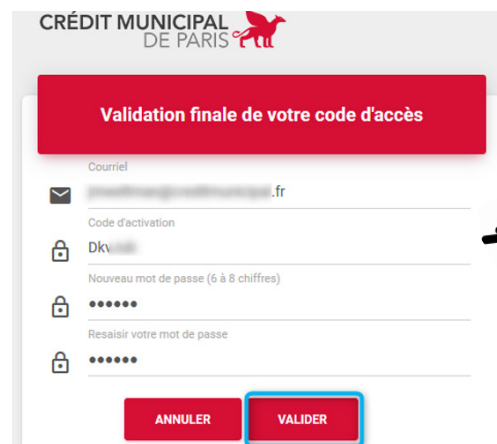 CRÉDIT MUNICIPAL
DE PARIS
Validation finale de votre code d'accès
Courriel
.fr
Code d'activation
Nouveau mot de passe (6 à 8 chiffres)
••••••
Resaisir votre mot de passe
••••••
ANNULER VALIDER